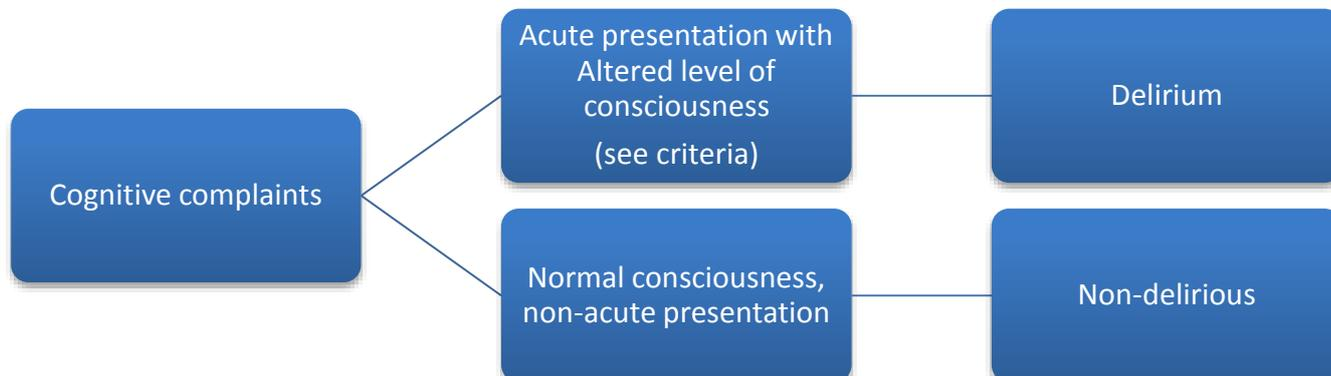 Cognitive complaints
Acute presentation with
Altered level of
consciousness
(see criteria)
Delirium
Normal consciousness,
non-acute presentation
Non-delirious